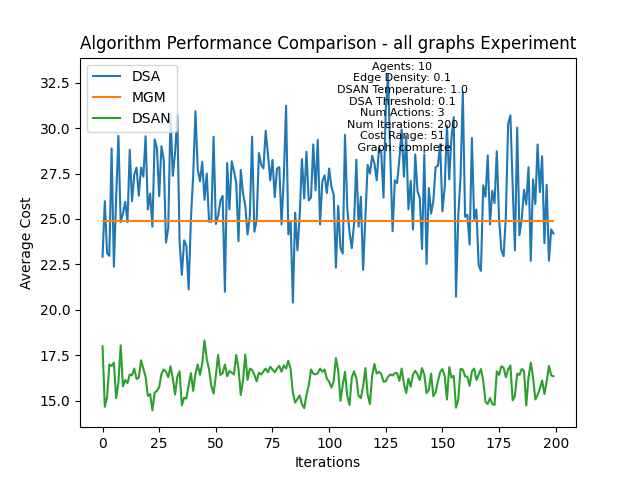 Algorithm Performance Comparison - all graphs Experiment
DSA
MGM
DSAN
Agents: 10
Edge Density: 0.1
DSAN Temperature: 1.0
DSA Threshold: 0.1
Num Actions: 3
Num Iterations: 200
Cost Range: 51
Graph: complete
Average Cost
32.5
30.0
27.5
25.0
22.5
20.0
17.5
15.0
0 25 50 75 100 125 150 175 200
Iterations